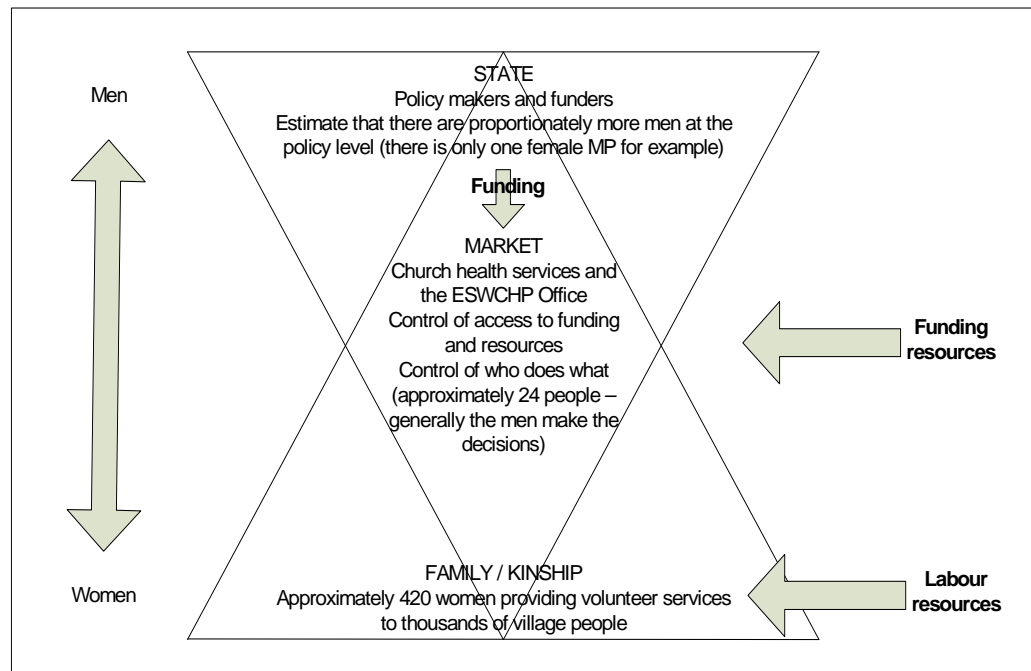 Men
STATE
Policy makers and funders
Estimate that there are proportionately more men at the
policy level (there is only one female MP for example)
Funding
MARKET
Church health services and
the ESWCHP Office
Control of access to funding
and resources
Control of who does what
(approximately 24 people –
generally the men make the
decisions)
Funding
resources
Women
FAMILY / KINSHIP
Approximately 420 women providing volunteer services
to thousands of village people
Labour
resources